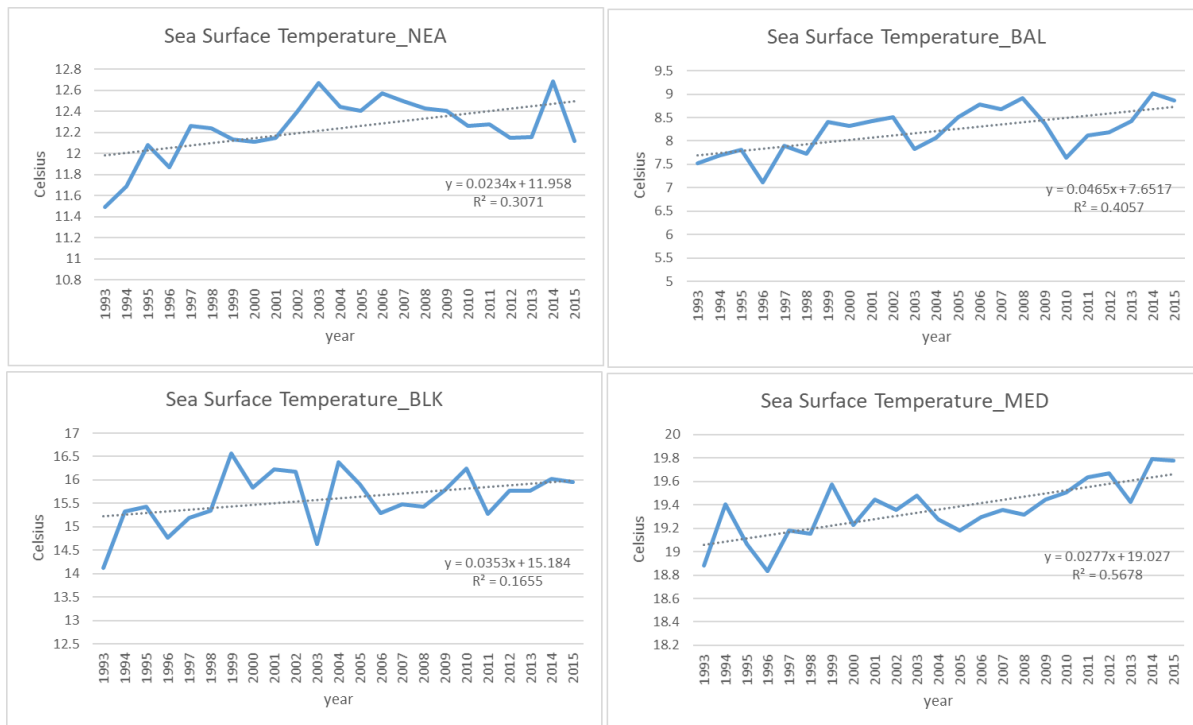 Sea Surface Temperature_NEA
12.8
12.6
12.4
12.2
12
11.8
11.6
11.4
11.2
11
10.8
Celsius
y = 0.0234x + 11.958
R² = 0.3071
1993 1994 1995 1996 1997 1998 1999 2000 2001 2002 2003 2004 2005 2006 2007 2008 2009 2010 2011 2012 2013 2014 2015
year
Sea Surface Temperature_BAL
9.5
9
8.5
8
7.5
7
6.5
6
5.5
5
Celsius
y = 0.0465x + 7.6517
R² = 0.4057
1993 1994 1995 1996 1997 1998 1999 2000 2001 2002 2003 2004 2005 2006 2007 2008 2009 2010 2011 2012 2013 2014 2015
year
Sea Surface Temperature_BLK
17
16.5
16
15.5
15
14.5
14
13.5
13
12.5
Celsius
y = 0.0353x + 15.184
R² = 0.1655
1993 1994 1995 1996 1997 1998 1999 2000 2001 2002 2003 2004 2005 2006 2007 2008 2009 2010 2011 2012 2013 2014 2015
year
Sea Surface Temperature_MED
20
19.8
19.6
19.4
19.2
19
18.8
18.6
18.4
18.2
Celsius
y = 0.0277x + 19.027
R² = 0.5678
1993 1994 1995 1996 1997 1998 1999 2000 2001 2002 2003 2004 2005 2006 2007 2008 2009 2010 2011 2012 2013 2014 2015
year